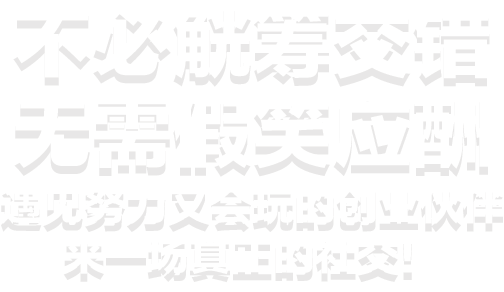 不必觥筹交错
无需假笑应酬
遇见努力又会玩的创业伙伴
来一场真正的社交!